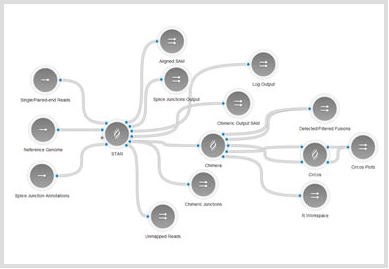 Aligned SAM
Log Output
Single/Paired-end Reads
Splice Junctions Output
Chimeric Output SAM
Detected/Filtered Fusions
Reference Genome
STAR
Chimera
Circos
Circos Plots
Splice Junction Annotations
Chimeric Junctions
R Workspace
Unmapped Reads